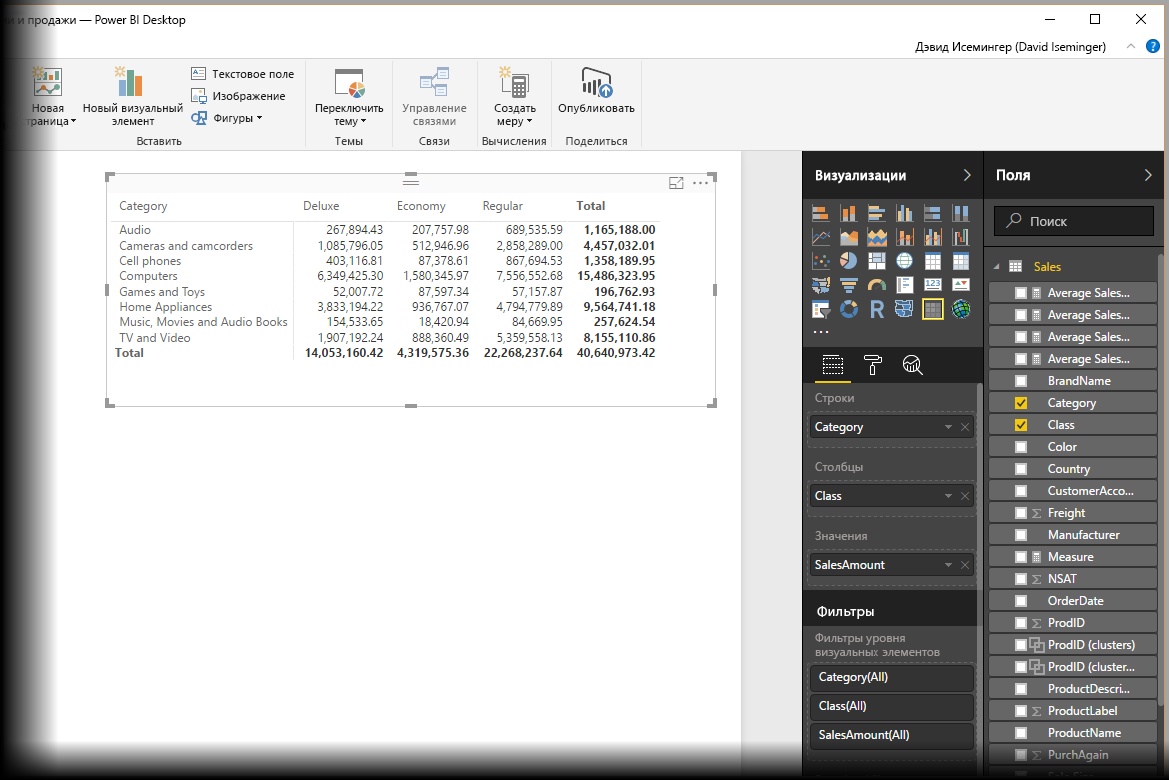 и продажи — Power BI Desktop
Дэвид Исемингер (David Iseminger)
Новая
Новый визуальный
элемент
Текстовое поле
Изображение
Фигуры
Вставить
Переключить
тему
Темы
Управление
связями
Связи
Создать
меру
Вычисления
Опубликовать
Поделиться
Category Deluxe Economy Regular Total
Audio 267,894.43 207,757.98 689,535.59 1,165,188.00
Cameras and camcorders 1,085,796.05 512,946.96 2,858,289.00 4,457,032.01
Cell phones 403,116.81 87,378.61 867,694.53 1,358,189.95
Computers 6,349,425.30 1,580,345.97 7,556,552.68 15,486,323.95
Games and Toys 52,007.72 87,597.34 57,157.87 196,762.93
Home Appliances 3,833,194.22 936,767.07 4,794,779.89 9,564,741.18
Music, Movies and Audio Books 154,533.65 18,420.94 84,669.95 257,624.54
TV and Video 1,907,192.24 888,360.49 5,359,558.13 8,155,110.86
Total 14,053,160.42 4,319,575.36 22,268,237.64 40,640,973.42
Визуализации
R
123
...
Строки
Category
Столбцы
Class
Значения
SalesAmount
Фильтры
Фильтры уровня
визуальных элементов
Category(All)
Class(All)
SalesAmount(All)
Поля
Поиск
Sales
Average Sales...
Average Sales...
Average Sales...
Average Sales...
BrandName
Category
Class
Color
Country
CustomerAcco...
Freight
Manufacturer
Measure
NSAT
OrderDate
ProdID
ProdID (clusters)
ProdID (cluster...
ProductDescri...
ProductLabel
ProductName
PurchAgain